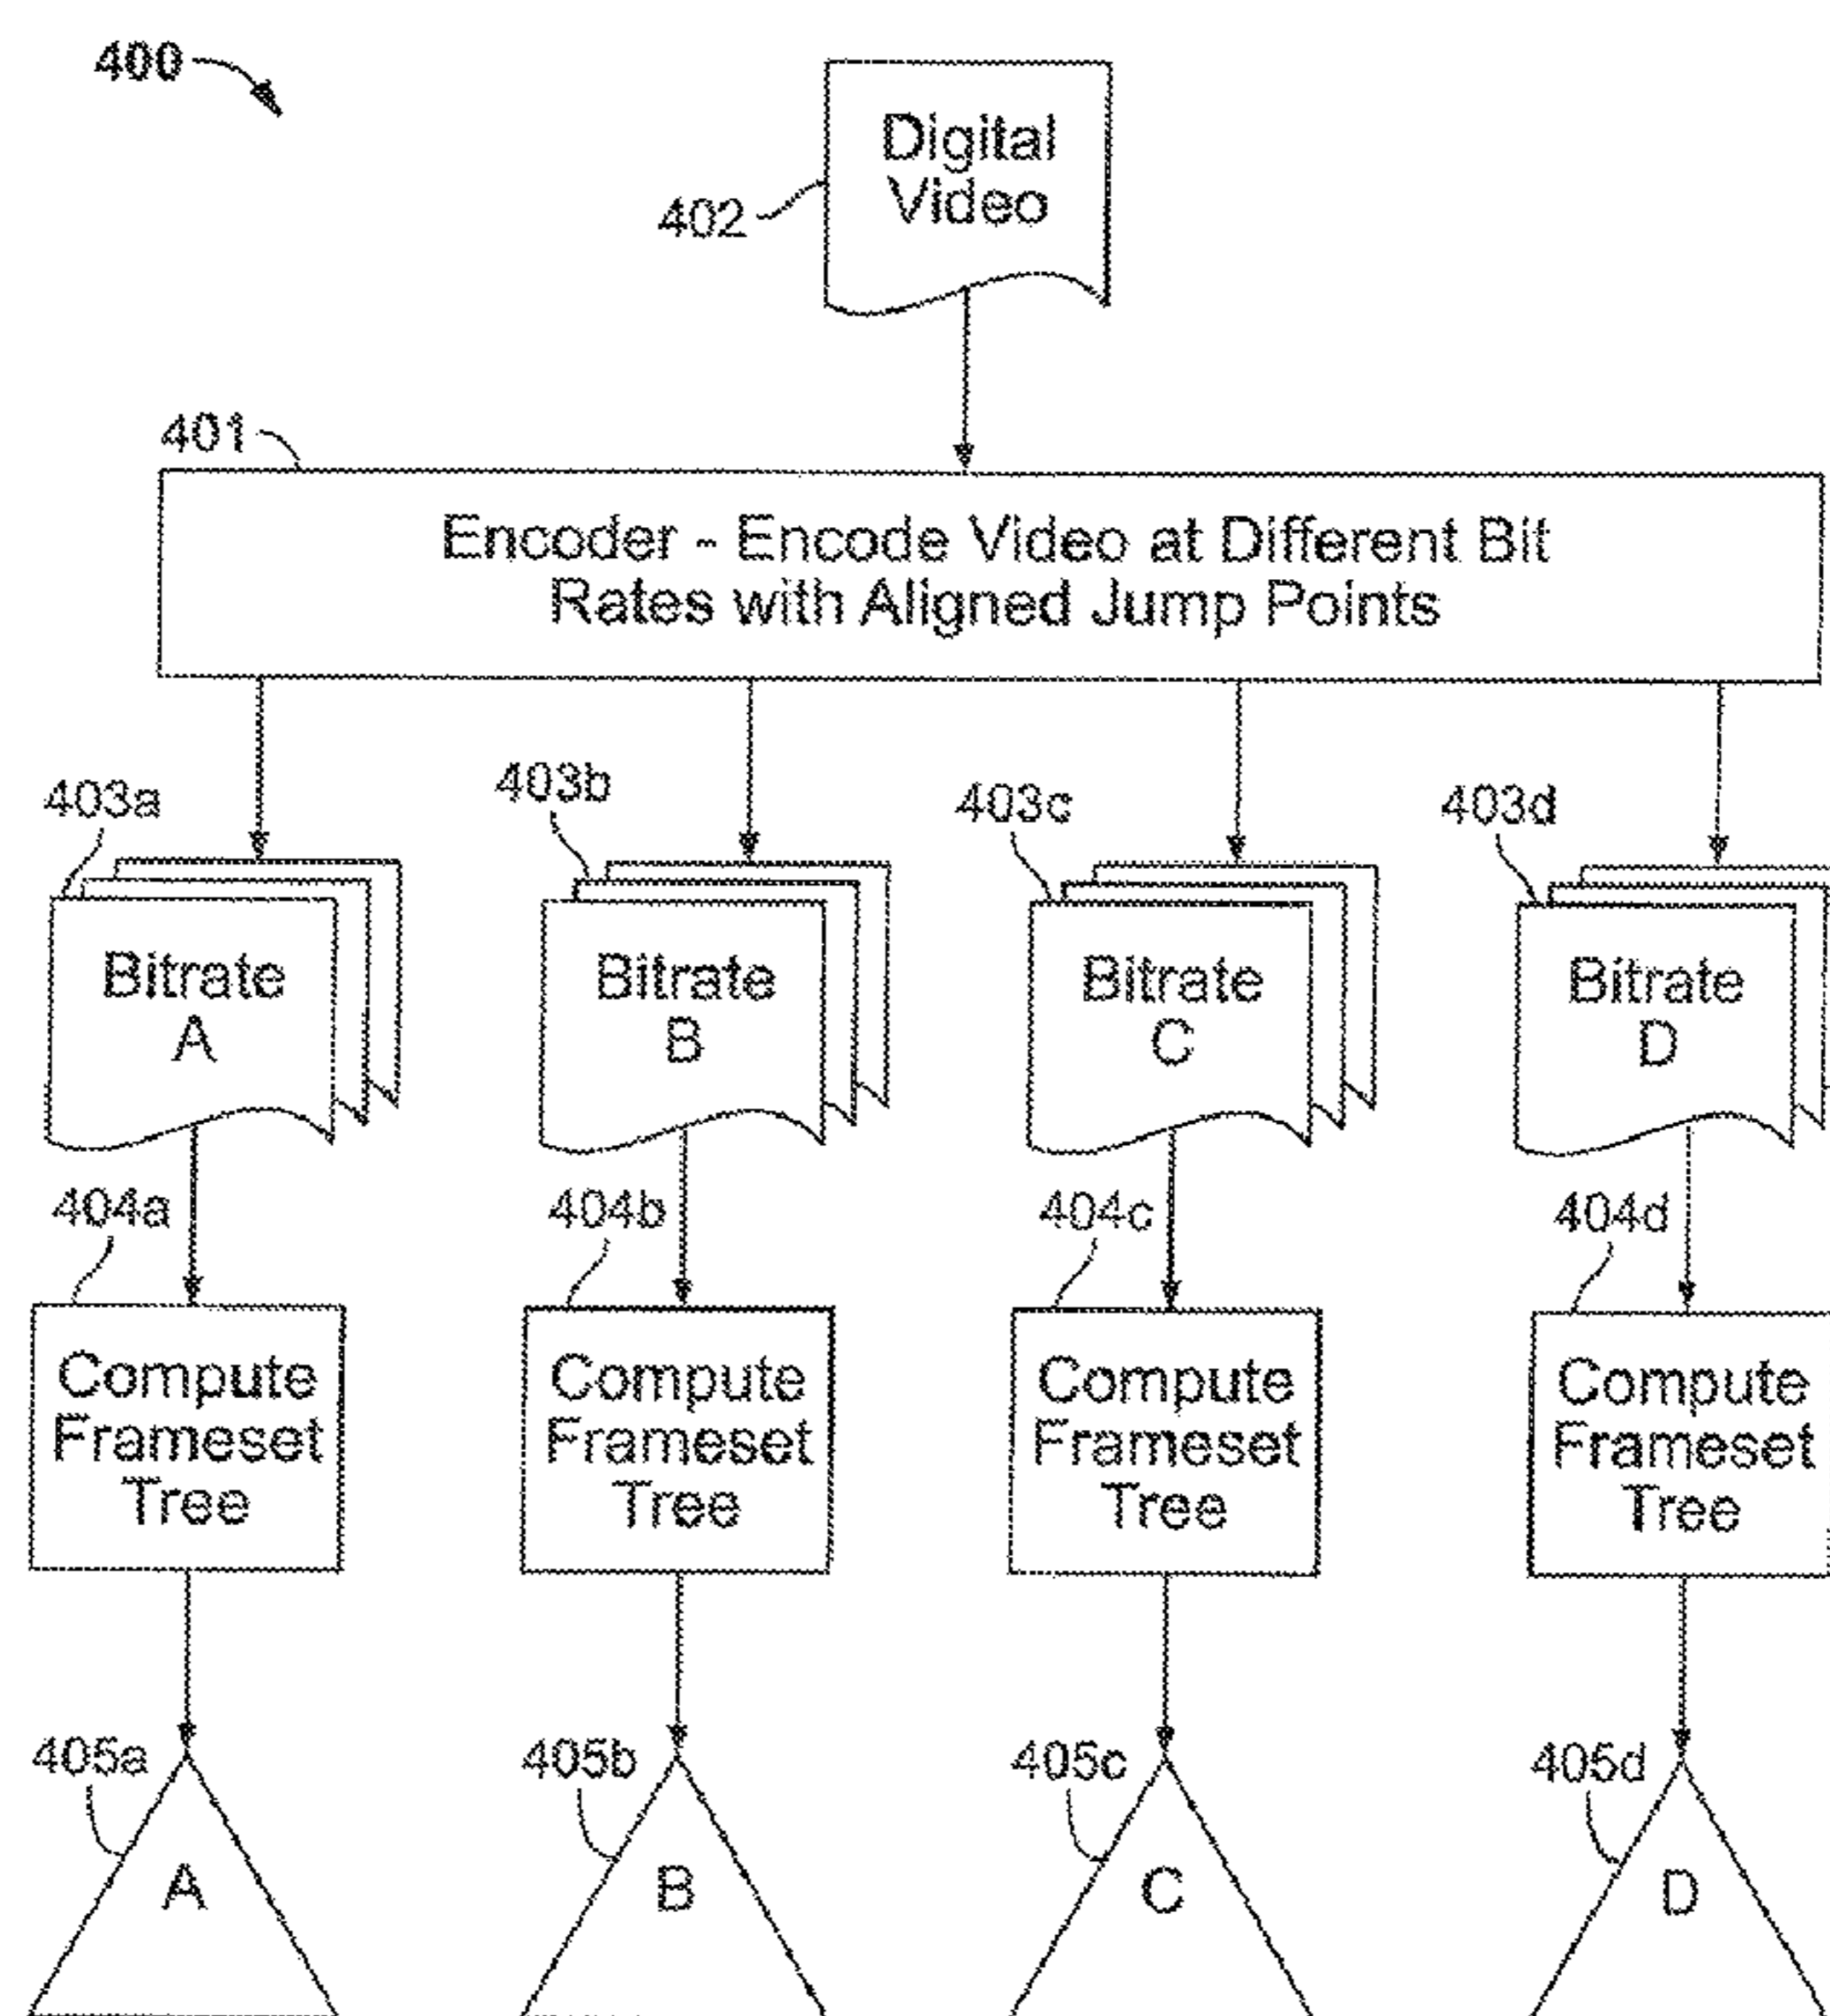 400
Digital
Video
402
401
Encoder - Encode Video at Different Bit
Rates with Aligned Jump Points
403a
403b
403c
403d
Bitrate
A
Bitrate
B
Bitrate
C
Bitrate
D
404a
404b
404c
404d
Compute
Frameset
Tree
Compute
Frameset
Tree
Compute
Frameset
Tree
Compute
Frameset
Tree
405a
405b
405c
405d
A
B
C
D